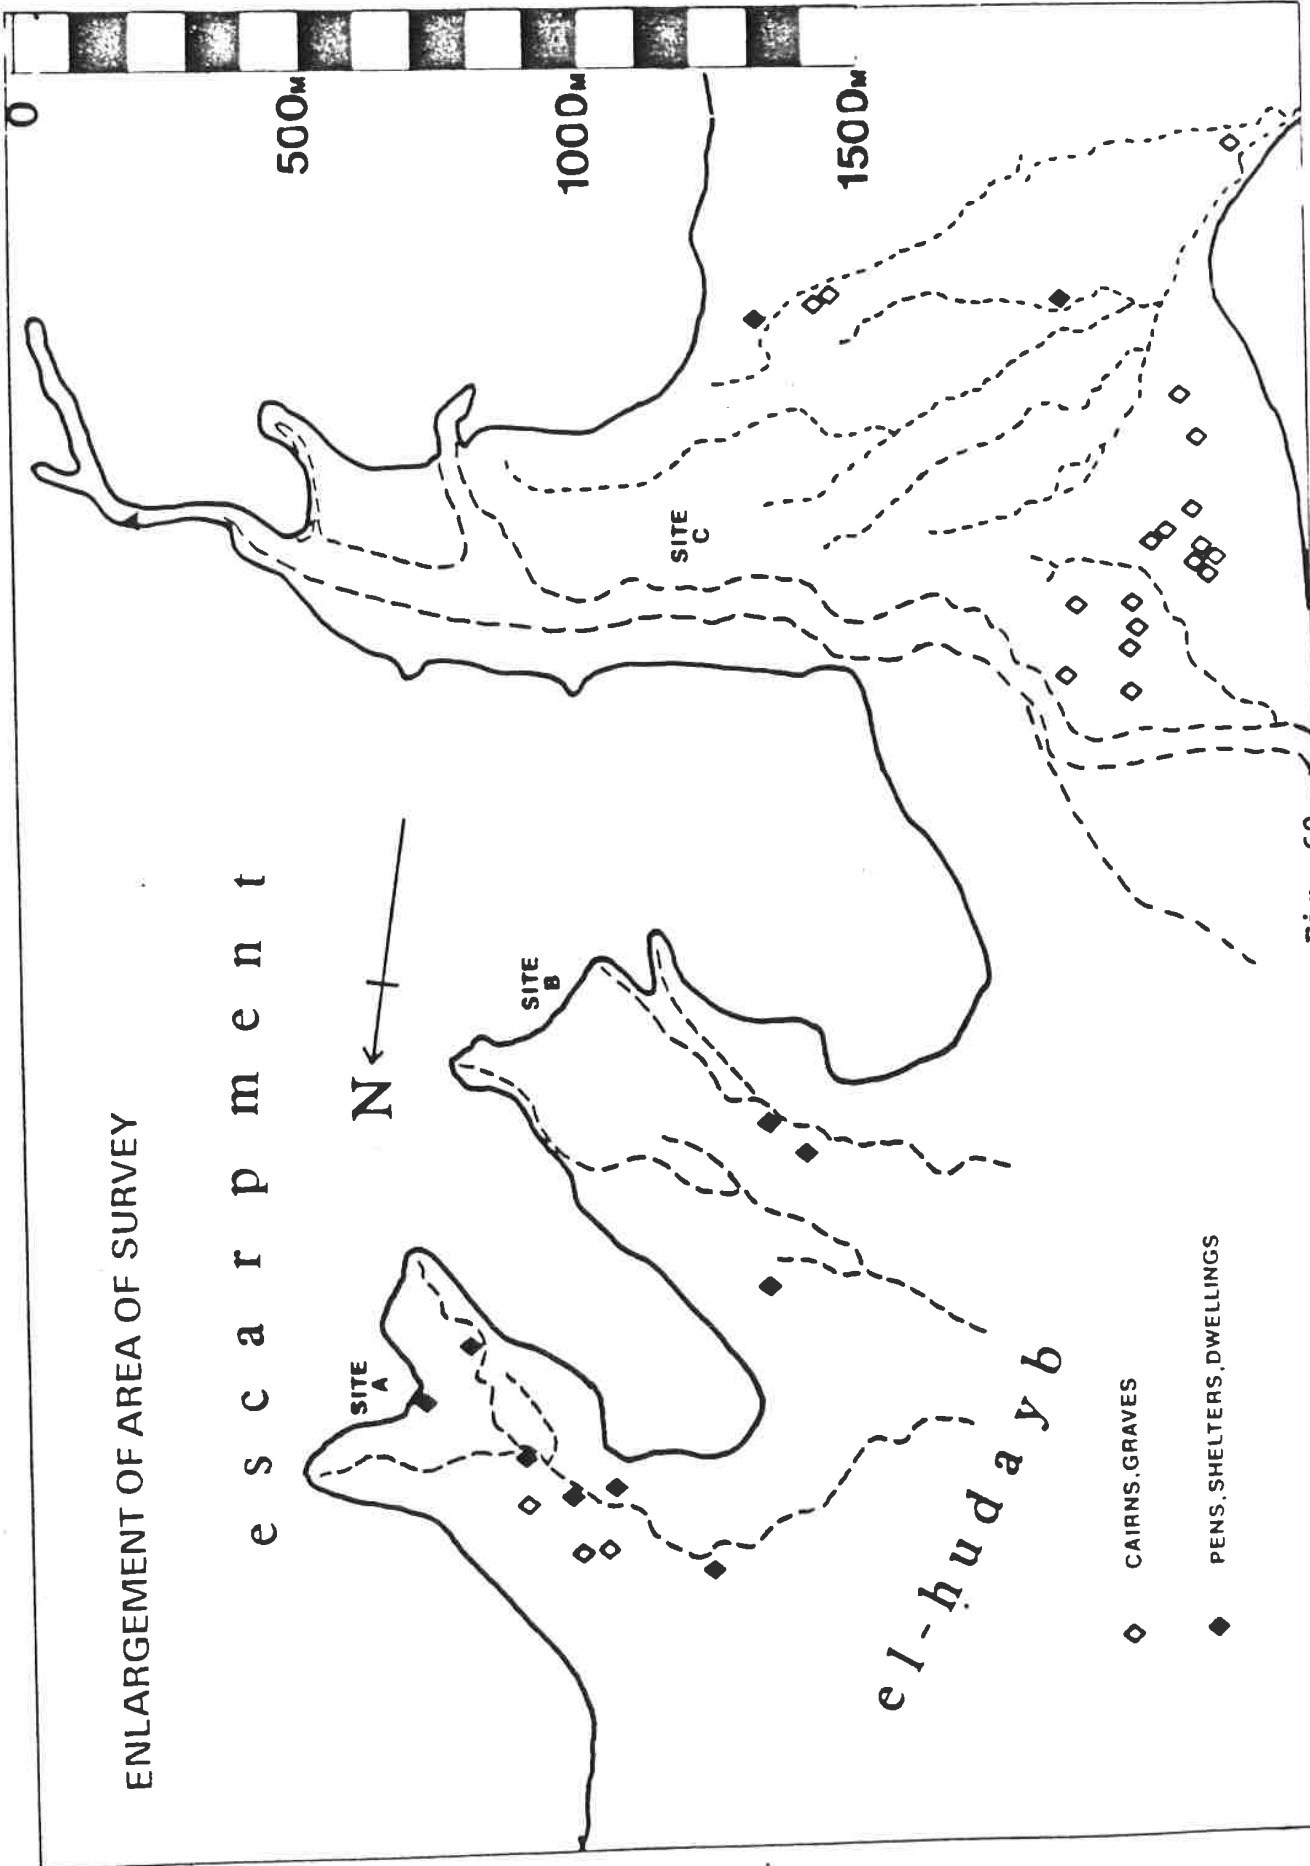 ENLARGEMENT OF AREA OF SURVEY
escarpment
N
SITE
A
SITE
B
SITE
C
el-hudayb
CAIRNS, GRAVES
PENS, SHELTERS, DWELLINGS
0
500M
1000M
1500M